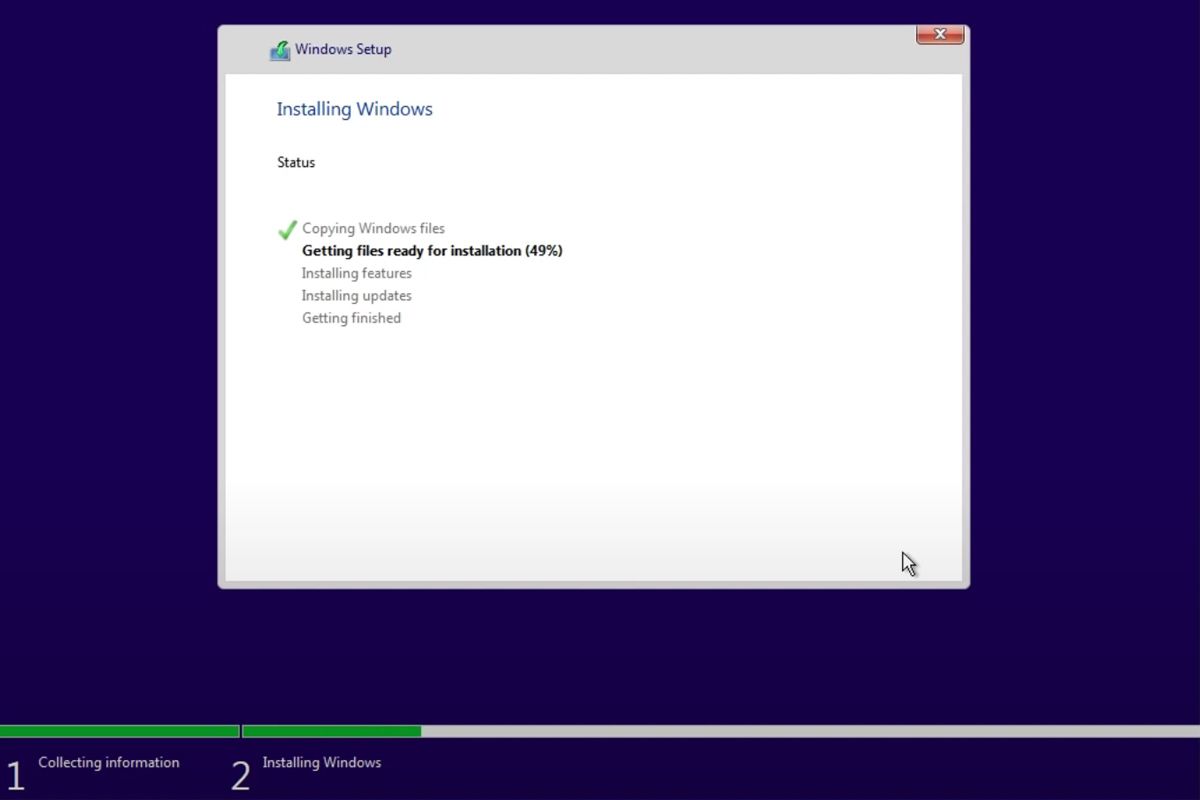 Windows Setup
Installing Windows
Status
Copying Windows files
Getting files ready for installation (49%)
Installing features
Installing updates
Getting finished
1 Collecting information
2 Installing Windows